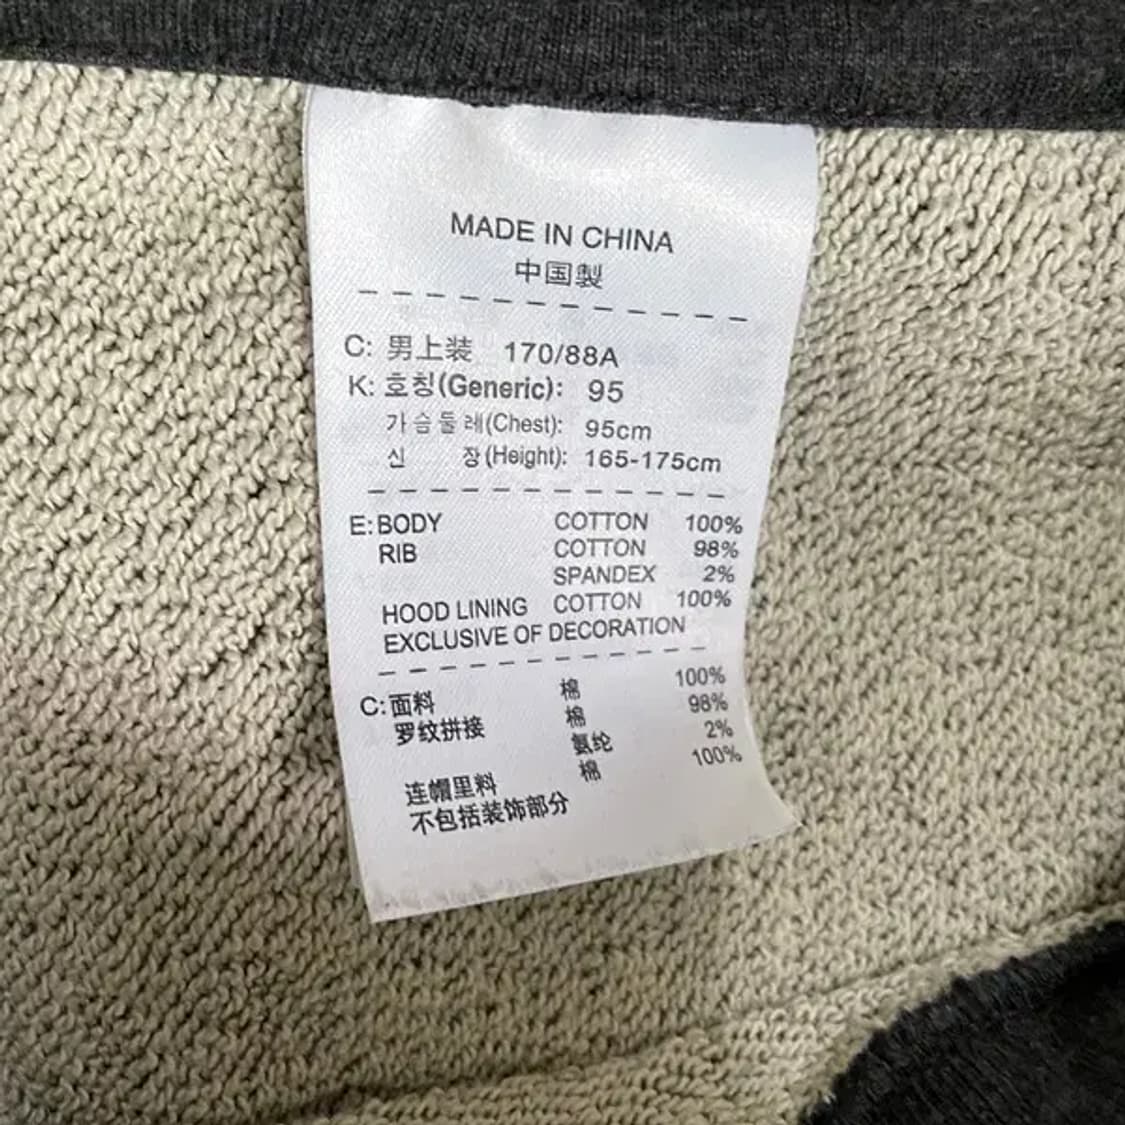 MADE IN CHINA
中国製
C: 男上装 170/88A
K: 호칭(Generic): 95
가슴둘레(Chest): 95cm
신 장(Height): 165-175cm
E: BODY COTTON 100%
RIB COTTON 98%
SPANDEX 2%
HOOD LINING COTTON 100%
EXCLUSIVE OF DECORATION
C: 面料 棉 100%
罗纹拼接 棉 98%
氨纶 2%
连帽里料 棉 100%
不包括装饰部分